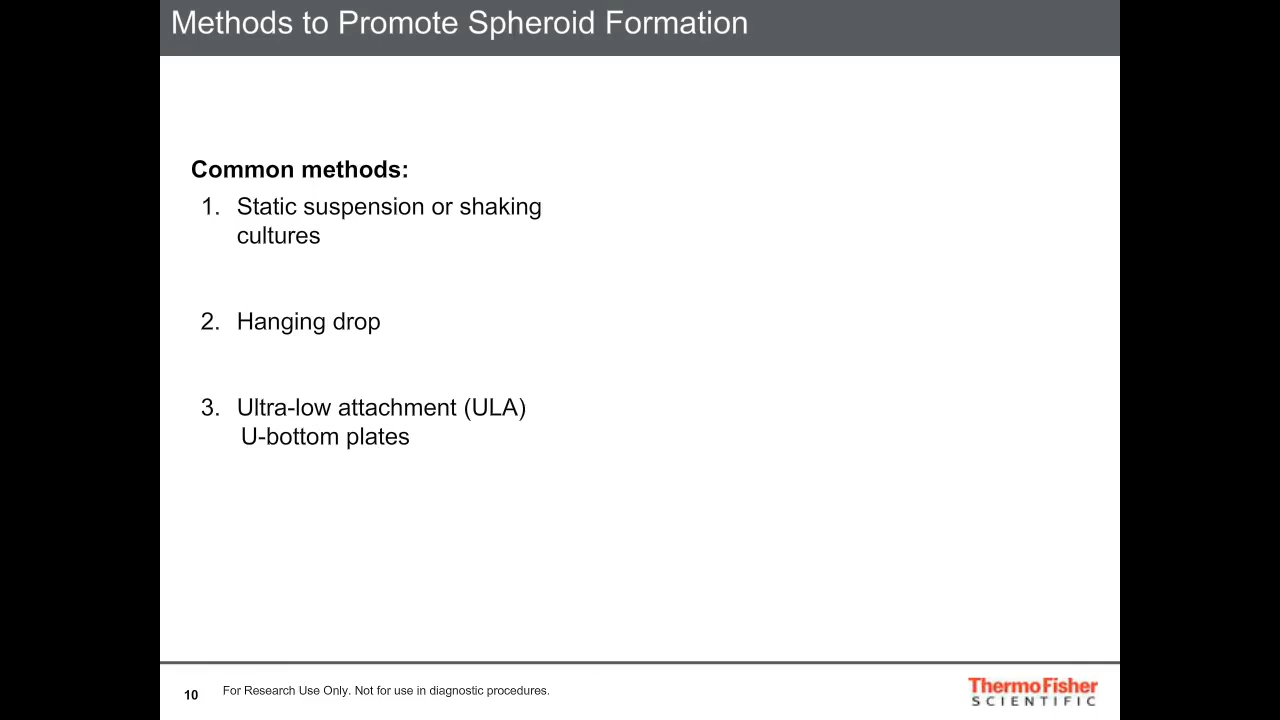 Methods to Promote Spheroid Formation
Common methods:
1. Static suspension or shaking
cultures
2. Hanging drop
3. Ultra-low attachment (ULA)
U-bottom plates
10 For Research Use Only. Not for use in diagnostic procedures.
ThermoFisher
SCIENTIFIC